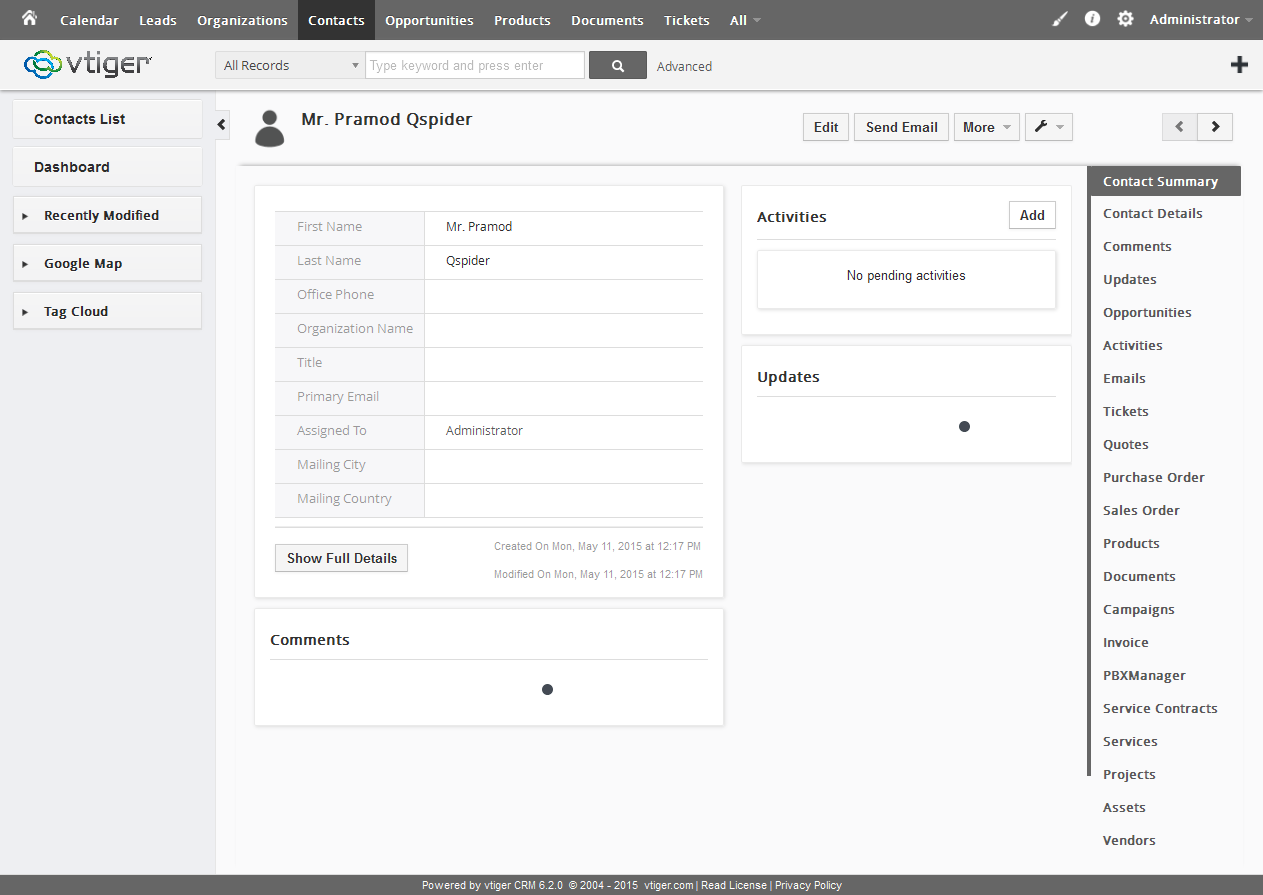 Calendar Leads Organizations Contacts Opportunities Products Documents Tickets All Administrator
vtiger All Records Type keyword and press enter Advanced
Contacts List
Dashboard
Recently Modified
Google Map
Tag Cloud
Mr. Pramod Qspider
Edit Send Email More
First Name Mr. Pramod
Last Name Qspider
Office Phone
Organization Name
Title
Primary Email
Assigned To Administrator
Mailing City
Mailing Country
Show Full Details
Created On Mon, May 11, 2015 at 12:17 PM
Modified On Mon, May 11, 2015 at 12:17 PM
Comments
Activities Add
No pending activities
Updates
Contact Summary
Contact Details
Comments
Updates
Opportunities
Activities
Emails
Tickets
Quotes
Purchase Order
Sales Order
Products
Documents
Campaigns
Invoice
PBXManager
Service Contracts
Services
Projects
Assets
Vendors
Powered by vtiger CRM 6.2.0 © 2004 - 2015 vtiger.com | Read License | Privacy Policy